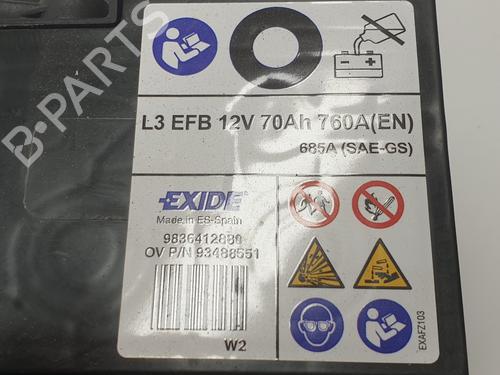 L3 EFB 12V 70Ah 760A(EN)
685A (SAE-GS)
EXIDE
Made in ES-Spain
9836412880
OV P/N 93488551
W2
EXAFZ103
B-PARTS